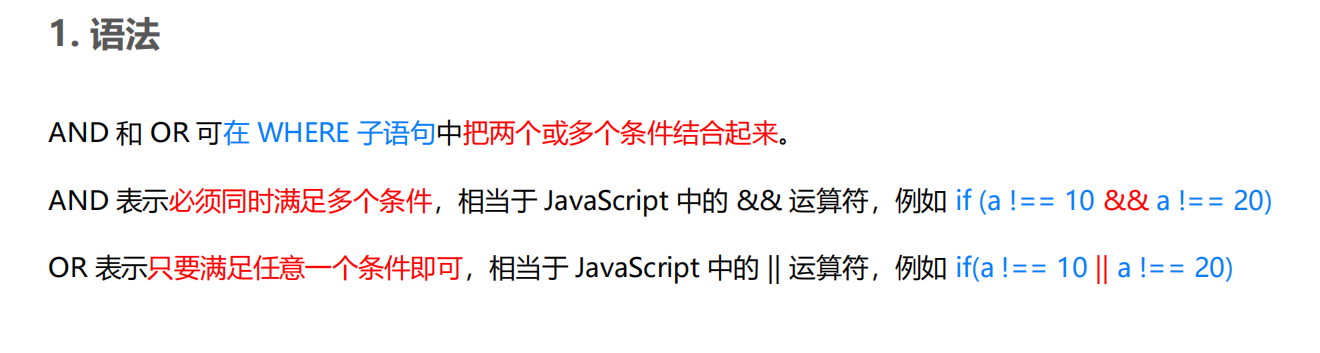 1. 语法
AND 和 OR 可在 WHERE 子语句中把两个或多个条件结合起来。
AND 表示必须同时满足多个条件，相当于 JavaScript 中的 && 运算符，例如 if (a !== 10 && a !== 20)
OR 表示只要满足任意一个条件即可，相当于 JavaScript 中的 || 运算符，例如 if(a !== 10 || a !== 20)